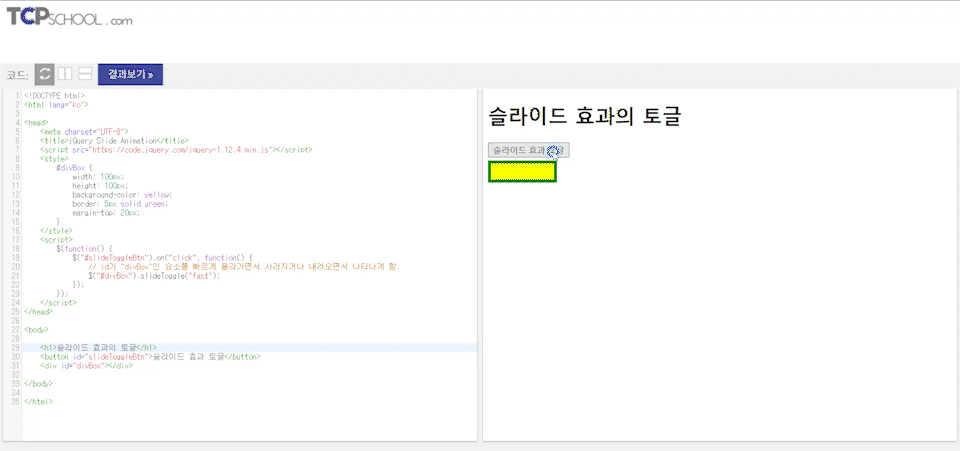 TCPSCHOOL.com
코드:
결과보기 »
1 <!DOCTYPE html>
2 <html lang="ko">
3
4 <head>
5 <meta charset="UTF-8">
6 <title>jQuery Slide Animation</title>
7 <script src="https://code.jquery.com/jquery-1.12.4.min.js"></script>
8 <style>
9 #divBox {
10 width: 100px;
11 height: 100px;
12 background-color: yellow;
13 border: 5px solid green;
14 margin-top: 20px;
15 }
16 </style>
17 <script>
18 $(function() {
19 $("#slideToggleBtn").on("click", function() {
20 // id가 "divBox"인 요소를 빠르게 올라가면서 사라지거나 내려오면서 나타나게 함.
21 $("#divBox").slideToggle("fast");
22 });
23 });
24 </script>
25 </head>
26
27 <body>
28
29 <h1>슬라이드 효과의 토글</h1>
30 <button id="slideToggleBtn">슬라이드 효과 토글</button>
31 <div id="divBox"></div>
32
33 </body>
34
35 </html>
슬라이드 효과의 토글
슬라이드 효과 토글